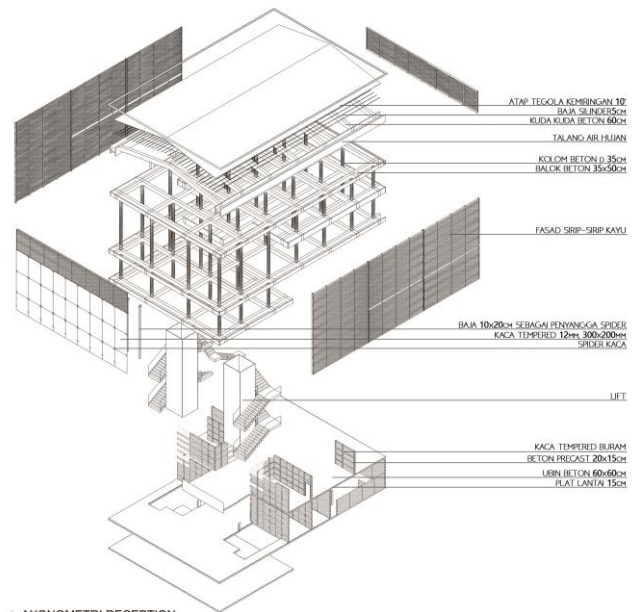 ATAP TEGOLA KEMIRINGAN 10°
BAJA SILINDER 5CM
KUDA KUDA BETON 60CM
TALANG AIR HUJAN
KOLOM BETON D 35CM
BALOK BETON 35x50CM
FASAD SIRIP-SIRIP KAYU
BAJA 10x20CM SEBAGAI PENYANGGA SPIDER
KACA TEMPERED 12MM, 300x200MM
SPIDER KACA
LIFT
KACA TEMPERED BURAM
BETON PRECAST 20x15CM
UBIN BETON 60x60CM
PLAT LANTAI 15CM
AXONOMETRI RECEPTION